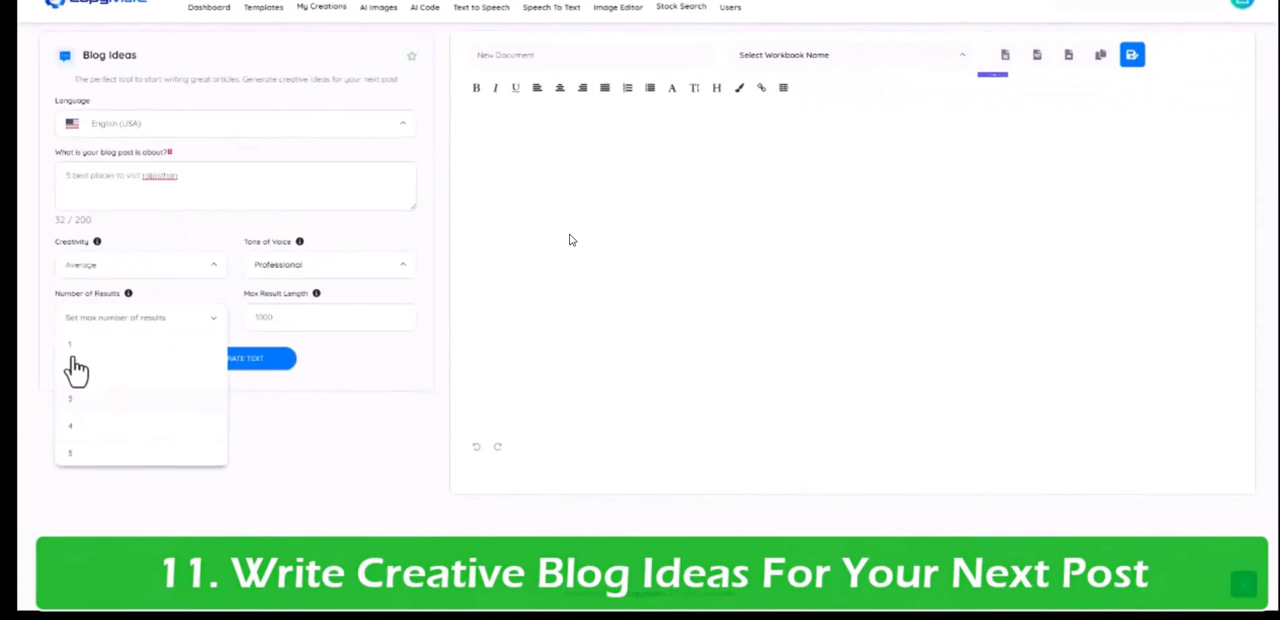 CopyMate
Dashboard Templates My Creations AI Images AI Code Text to Speech Speech To Text Image Editor Stock Search Users
Blog Ideas
The perfect tool to start writing great articles. Generate creative ideas for your next post
Language
English (USA)
What is your blog post is about?
5 best places to visit rajasthan
32 / 200
Creativity
Tone of Voice
Average
Professional
Number of Results
Max Result Length
Set max number of results
1000
1
3
4
5
RATE TEXT
New Document
Select Workbook Name
B I U A T H
11. Write Creative Blog Ideas For Your Next Post